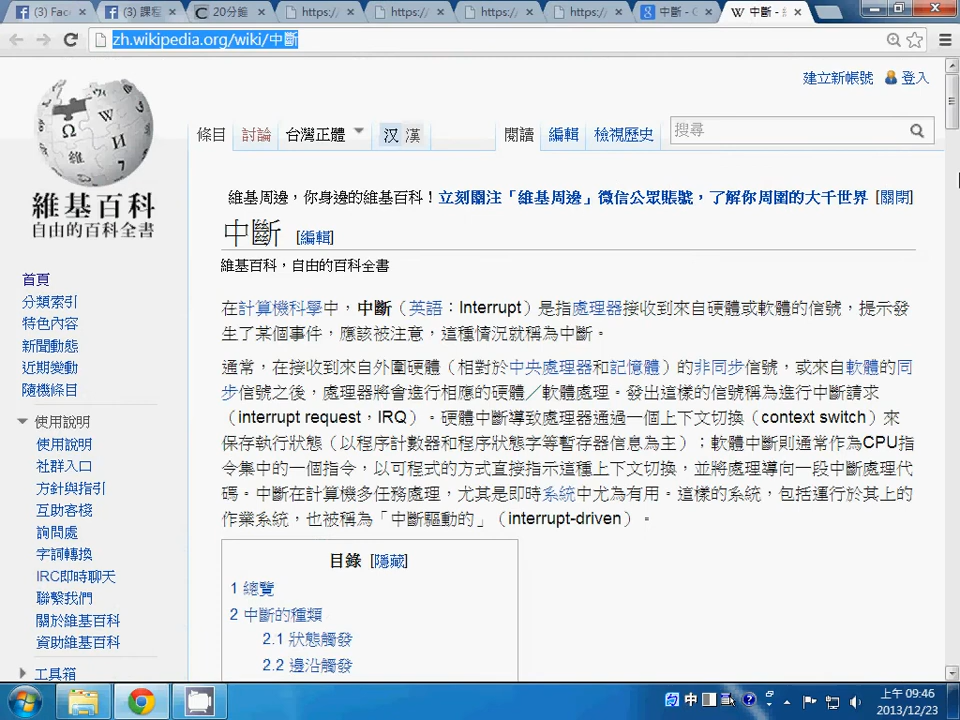 (3) Fac
(3) 課程
20分鐘
https:/
https:/
https:/
https:/
中斷 - G
中斷 -
zh.wikipedia.org/wiki/中斷
建立新帳號 登入
條目 討論 台灣正體 汉 漢 閱讀 編輯 檢視歷史 搜尋
維基百科
自由的百科全書
維基周邊，你身邊的維基百科！立刻關注「維基周邊」微信公眾賬號，了解你周圍的大千世界 [關閉]
中斷 [編輯]
維基百科，自由的百科全書
首頁
分類索引
特色內容
新聞動態
近期變動
隨機條目
使用說明
使用說明
社群入口
方針與指引
互助客棧
詢問處
字詞轉換
IRC即時聊天
聯繫我們
關於維基百科
資助維基百科
工具箱
在計算機科學中，中斷（英語：Interrupt）是指處理器接收到來自硬體或軟體的信號，提示發
生了某個事件，應該被注意，這種情況就稱為中斷。
通常，在接收到來自外圍硬體（相對於中央處理器和記憶體）的非同步信號，或來自軟體的同
步信號之後，處理器將會進行相應的硬體／軟體處理。發出這樣的信號稱為進行中斷請求
（interrupt request，IRQ）。硬體中斷導致處理器通過一個上下文切換（context switch）來
保存執行狀態（以程序計數器和程序狀態字等暫存器信息為主）；軟體中斷則通常作為CPU指
令集中的一個指令，以可程式的方式直接指示這種上下文切換，並將處理導向一段中斷處理代
碼。中斷在計算機多任務處理，尤其是即時系統中尤為有用。這樣的系統，包括運行於其上的
作業系統，也被稱為「中斷驅動的」（interrupt-driven）。
目錄 [隱藏]
1 總覽
2 中斷的種類
2.1 狀態觸發
2.2 邊沿觸發
中
上午 09:46
2013/12/23